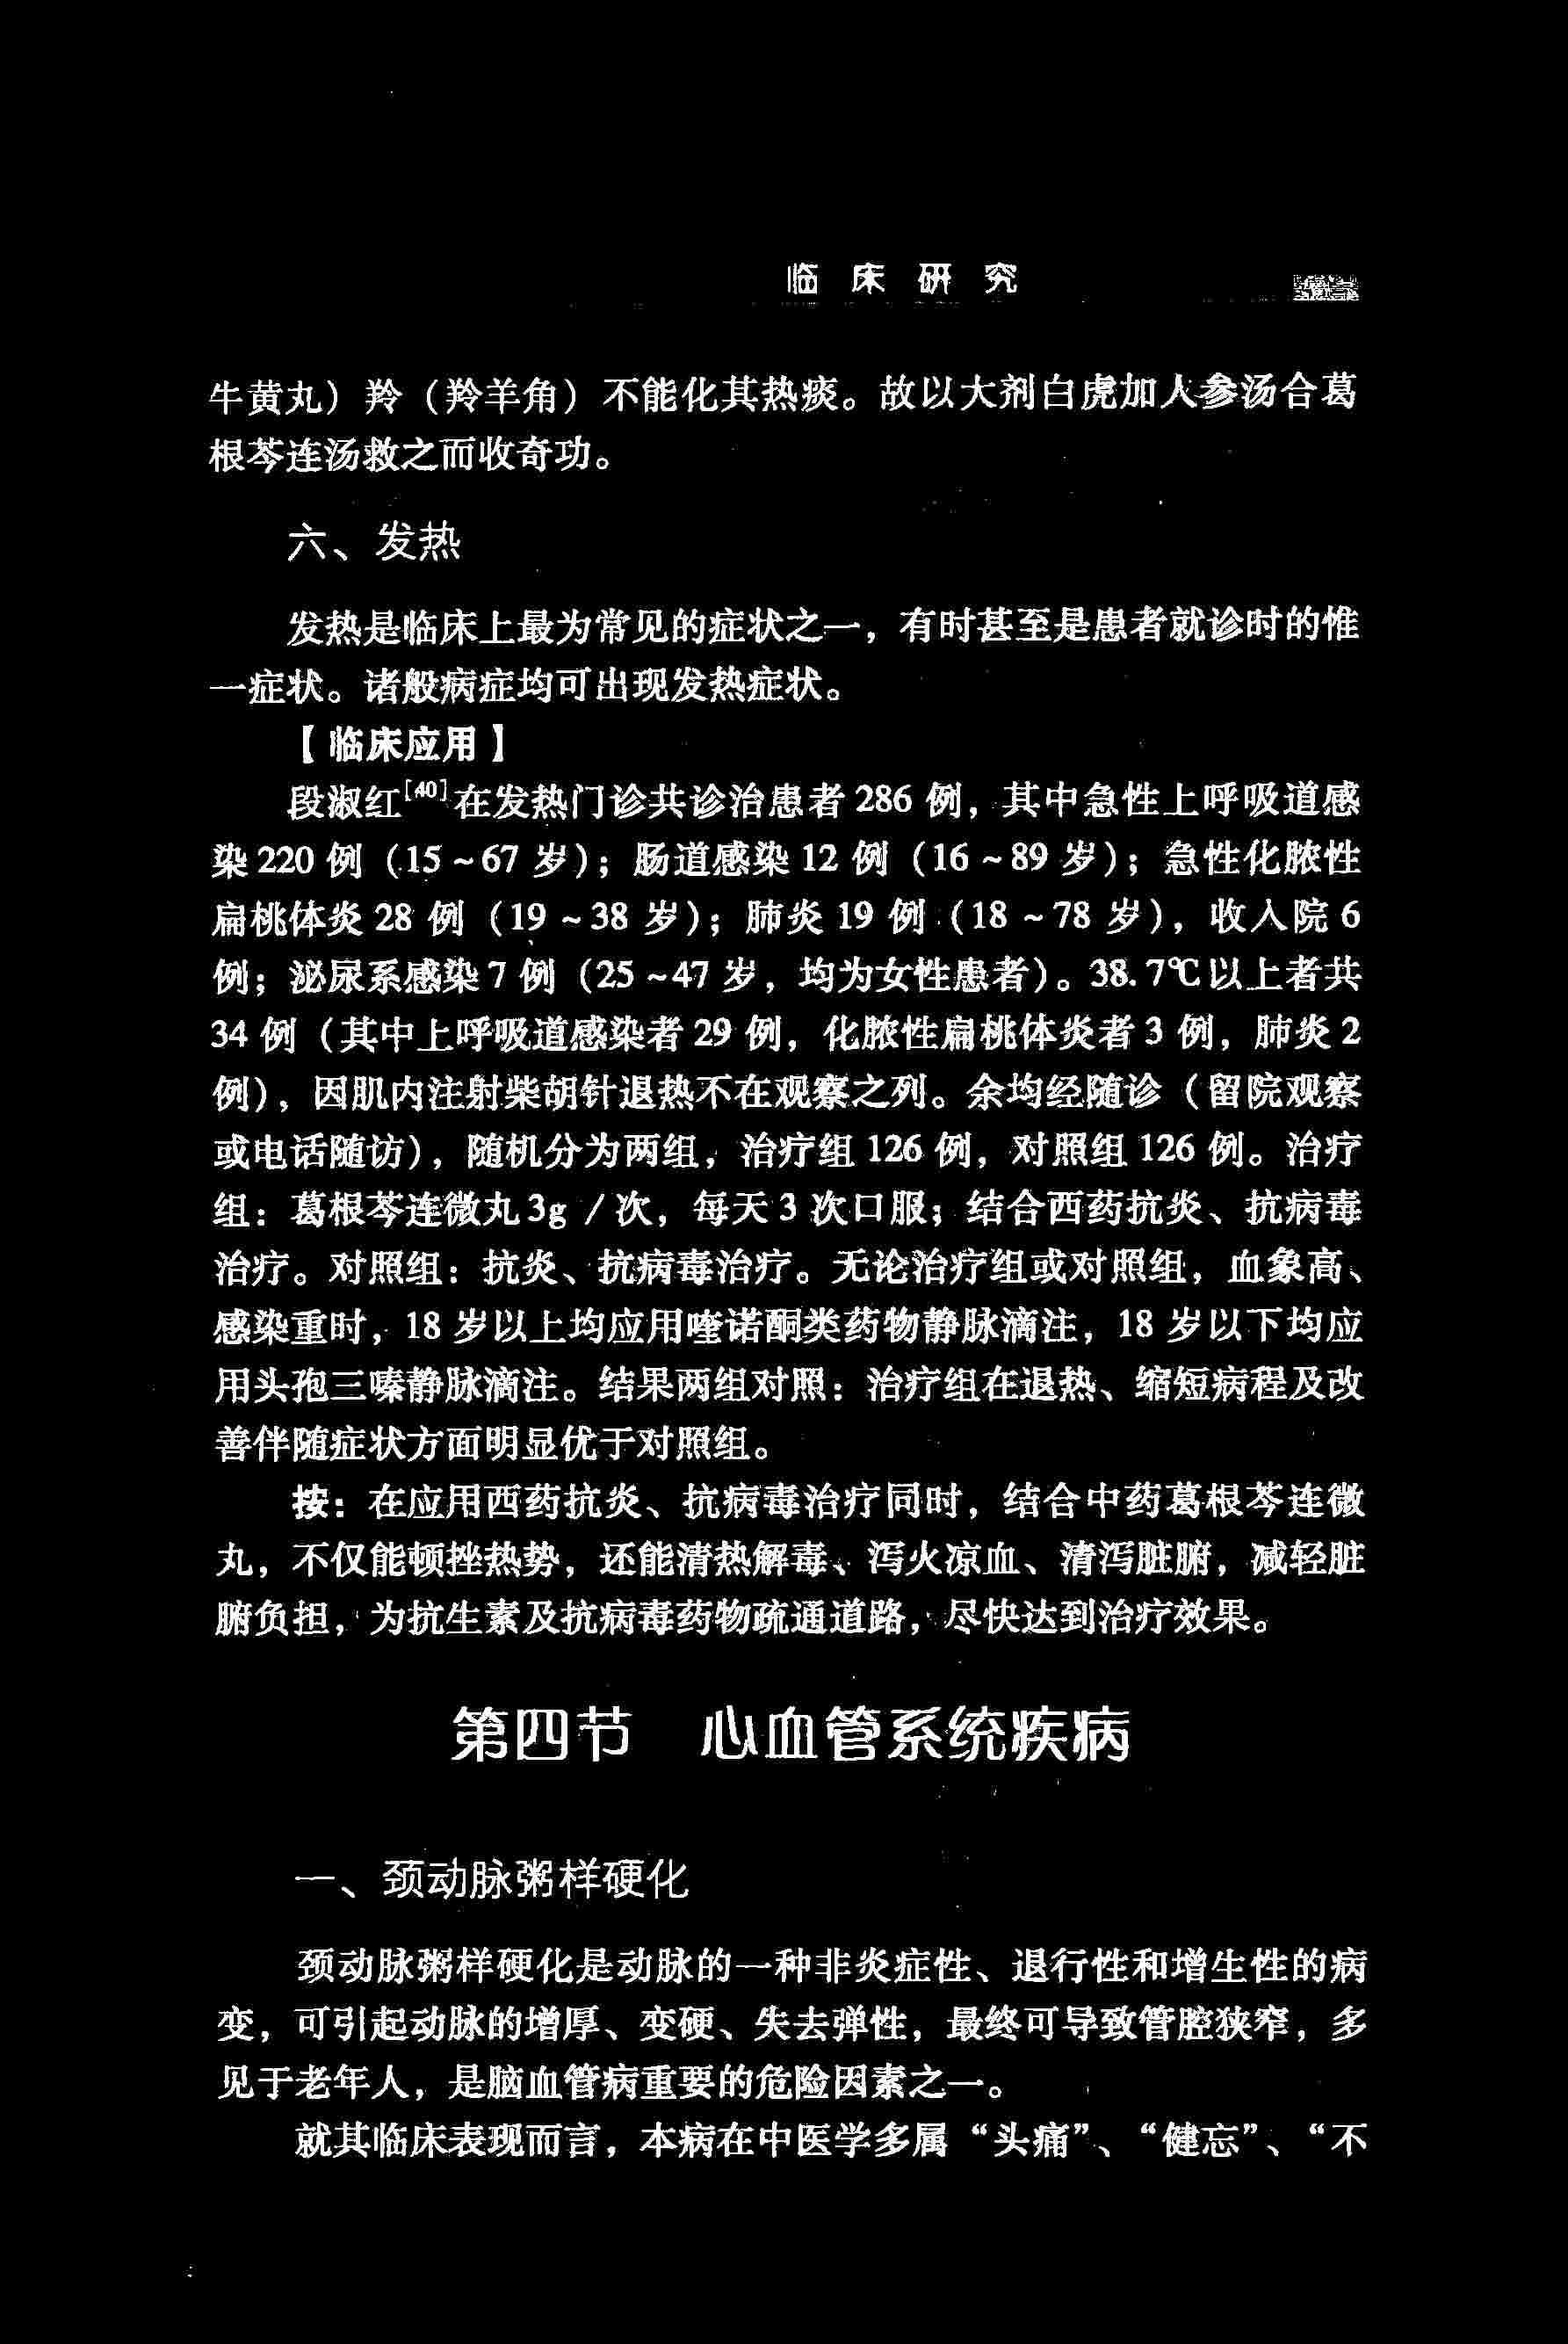 临床研究
牛黄丸）羚（羚羊角）不能化其热痰。故以大剂白虎加人参汤合葛
根芩连汤救之而收奇功。
六、发热
发热是临床上最为常见的症状之一，有时甚至是患者就诊时的惟
一症状。诸般病症均可出现发热症状。
【临床应用】
段淑红[40]在发热门诊共诊治患者 286 例，其中急性上呼吸道感
染 220 例（15～67 岁）；肠道感染 12 例（16～89 岁）；急性化脓性
扁桃体炎 28 例（19～38 岁）；肺炎 19 例（18～78 岁），收入院 6
例；泌尿系感染 7 例（25～47 岁，均为女性患者）。38.7℃以上者共
34 例（其中上呼吸道感染者 29 例，化脓性扁桃体炎者 3 例，肺炎 2
例），因肌内注射柴胡针退热不在观察之列。余均经随诊（留院观察
或电话随访），随机分为两组，治疗组 126 例，对照组 126 例。治疗
组：葛根芩连微丸 3g／次，每天 3 次口服；结合西药抗炎、抗病毒
治疗。对照组：抗炎、抗病毒治疗。无论治疗组或对照组，血象高、
感染重时，18 岁以上均应用喹诺酮类药物静脉滴注，18 岁以下均应
用头孢三嗪静脉滴注。结果两组对照：治疗组在退热、缩短病程及改
善伴随症状方面明显优于对照组。
按：在应用西药抗炎、抗病毒治疗同时，结合中药葛根芩连微
丸，不仅能顿挫热势，还能清热解毒、泻火凉血、清泻脏腑，减轻脏
腑负担，为抗生素及抗病毒药物疏通道路，尽快达到治疗效果。
第四节 心血管系统疾病
一、颈动脉粥样硬化
颈动脉粥样硬化是动脉的一种非炎症性、退行性和增生性的病
变，可引起动脉的增厚、变硬、失去弹性，最终可导致管腔狭窄，多
见于老年人，是脑血管病重要的危险因素之一。
就其临床表现而言，本病在中医学多属“头痛”、“健忘”、“不